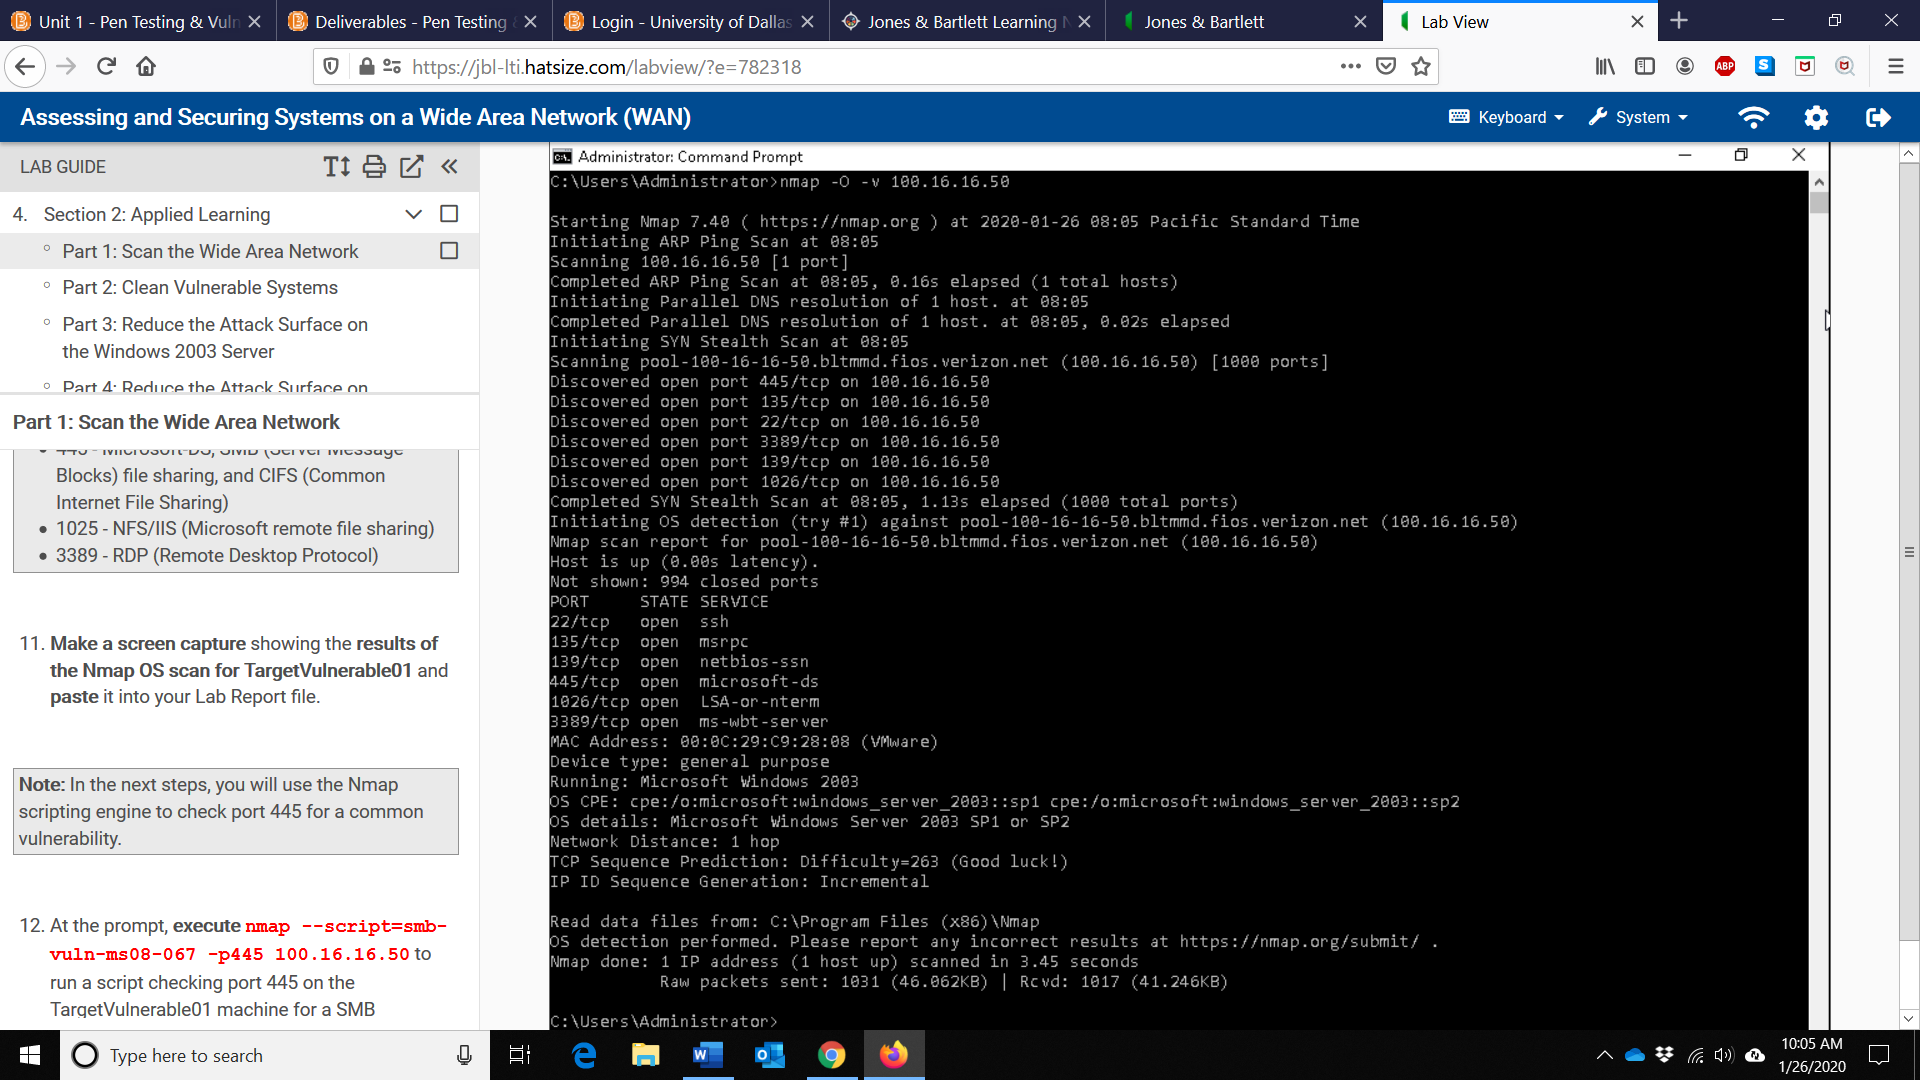 Unit 1 - Pen Testing & Vuln
Deliverables - Pen Testing &
Login - University of Dallas
Jones & Bartlett Learning N
Jones & Bartlett
Lab View
https://jbl-lti.hatsize.com/labview/?e=782318
ABP
S
Assessing and Securing Systems on a Wide Area Network (WAN)
Keyboard
System
LAB GUIDE
4. Section 2: Applied Learning
Part 1: Scan the Wide Area Network
Part 2: Clean Vulnerable Systems
Part 3: Reduce the Attack Surface on
the Windows 2003 Server
Part 4: Reduce the Attack Surface on
Part 1: Scan the Wide Area Network
445 - Microsoft-DS, SMB (Server Message
Blocks) file sharing, and CIFS (Common
Internet File Sharing)
1025 - NFS/IIS (Microsoft remote file sharing)
3389 - RDP (Remote Desktop Protocol)
11. Make a screen capture showing the results of
the Nmap OS scan for TargetVulnerable01 and
paste it into your Lab Report file.
Note: In the next steps, you will use the Nmap
scripting engine to check port 445 for a common
vulnerability.
12. At the prompt, execute nmap --script=smb-
vuln-ms08-067 -p445 100.16.16.50 to
run a script checking port 445 on the
TargetVulnerable01 machine for a SMB
Administrator: Command Prompt
C:\Users\Administrator>nmap -O -v 100.16.16.50
Starting Nmap 7.40 ( https://nmap.org ) at 2020-01-26 08:05 Pacific Standard Time
Initiating ARP Ping Scan at 08:05
Scanning 100.16.16.50 [1 port]
Completed ARP Ping Scan at 08:05, 0.16s elapsed (1 total hosts)
Initiating Parallel DNS resolution of 1 host. at 08:05
Completed Parallel DNS resolution of 1 host. at 08:05, 0.02s elapsed
Initiating SYN Stealth Scan at 08:05
Scanning pool-100-16-16-50.bltmmd.fios.verizon.net (100.16.16.50) [1000 ports]
Discovered open port 445/tcp on 100.16.16.50
Discovered open port 135/tcp on 100.16.16.50
Discovered open port 22/tcp on 100.16.16.50
Discovered open port 3389/tcp on 100.16.16.50
Discovered open port 139/tcp on 100.16.16.50
Discovered open port 1026/tcp on 100.16.16.50
Completed SYN Stealth Scan at 08:05, 1.13s elapsed (1000 total ports)
Initiating OS detection (try #1) against pool-100-16-16-50.bltmmd.fios.verizon.net (100.16.16.50)
Nmap scan report for pool-100-16-16-50.bltmmd.fios.verizon.net (100.16.16.50)
Host is up (0.00s latency).
Not shown: 994 closed ports
PORT STATE SERVICE
22/tcp open ssh
135/tcp open msrpc
139/tcp open netbios-ssn
445/tcp open microsoft-ds
1026/tcp open LSA-or-nterm
3389/tcp open ms-wbt-server
MAC Address: 00:0C:29:C9:28:08 (VMware)
Device type: general purpose
Running: Microsoft Windows 2003
OS CPE: cpe:/o:microsoft:windows_server_2003::sp1 cpe:/o:microsoft:windows_server_2003::sp2
OS details: Microsoft Windows Server 2003 SP1 or SP2
Network Distance: 1 hop
TCP Sequence Prediction: Difficulty=263 (Good luck!)
IP ID Sequence Generation: Incremental
Read data files from: C:\Program Files (x86)\Nmap
OS detection performed. Please report any incorrect results at https://nmap.org/submit/ .
Nmap done: 1 IP address (1 host up) scanned in 3.45 seconds
Raw packets sent: 1031 (46.062KB) | Rcvd: 1017 (41.246KB)
C:\Users\Administrator>
Type here to search
10:05 AM
1/26/2020